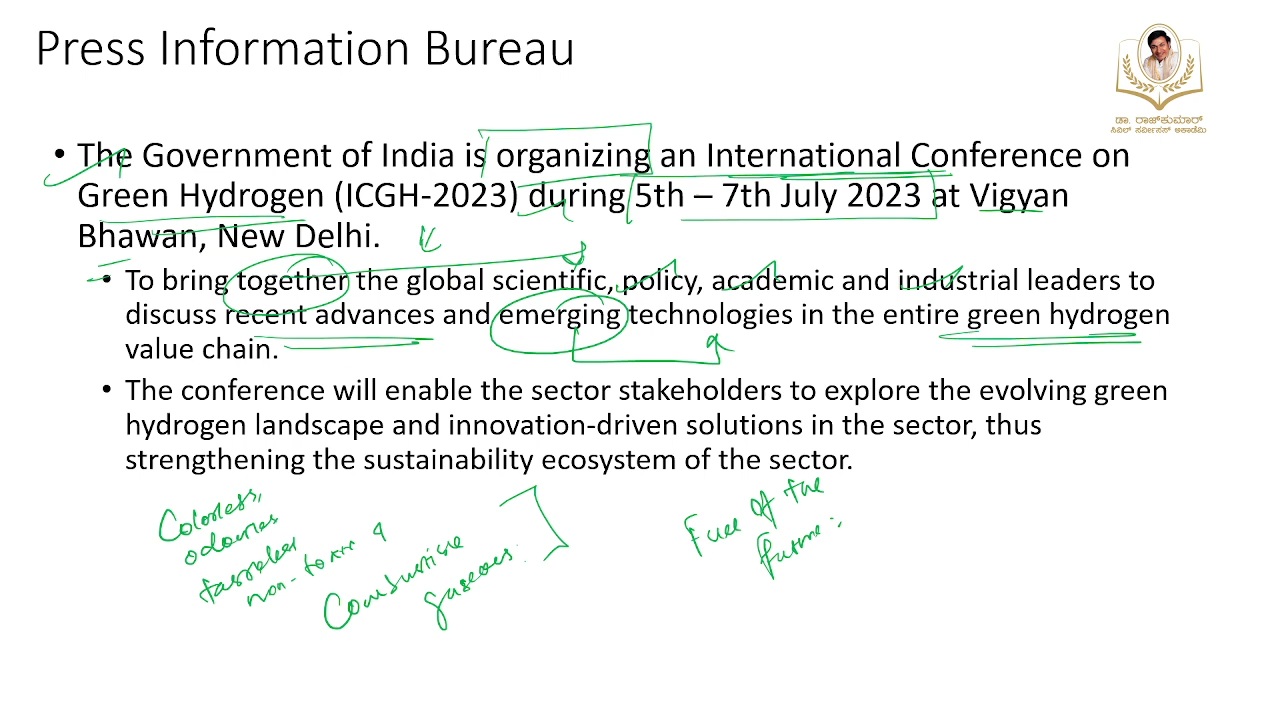 Press Information Bureau
ಡಾ. ರಾಜ್‌ಕುಮಾರ್
ಸಿವಿಲ್ ಸರ್ವೀಸಸ್ ಅಕಾಡೆಮಿ
• The Government of India is organizing an International Conference on
Green Hydrogen (ICGH-2023) during 5th – 7th July 2023 at Vigyan
Bhawan, New Delhi.
• To bring together the global scientific, policy, academic and industrial leaders to
discuss recent advances and emerging technologies in the entire green hydrogen
value chain.
• The conference will enable the sector stakeholders to explore the evolving green
hydrogen landscape and innovation-driven solutions in the sector, thus
strengthening the sustainability ecosystem of the sector.
Colorless,
non-toxic &
gaseous.
Fuel of the
future